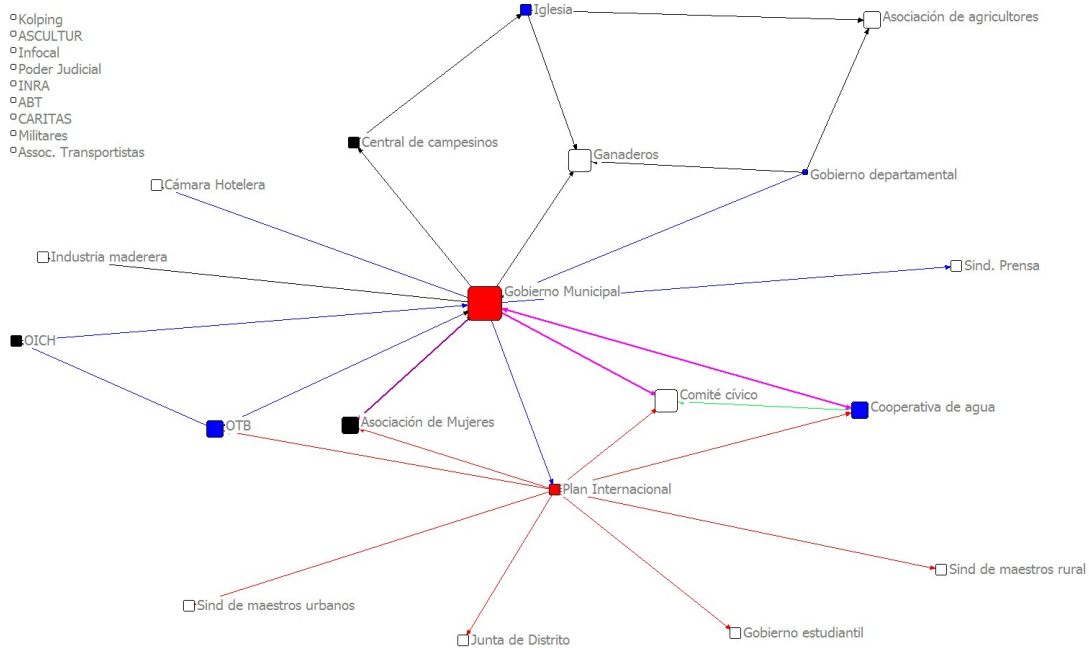 Kolping
ASCULTUR
Infocal
Poder Judicial
INRA
ABT
CARITAS
Militares
Assoc. Transportistas
Iglesia
Asociación de agricultores
Central de campesinos
Ganaderos
Gobierno departamental
Cámara Hotelera
Industria maderera
Sind. Prensa
Gobierno Municipal
OICH
Comité cívico
Cooperativa de agua
Asociación de Mujeres
OTB
Plan Internacional
Sind de maestros rural
Sind de maestros urbanos
Gobierno estudiantil
Junta de Distrito